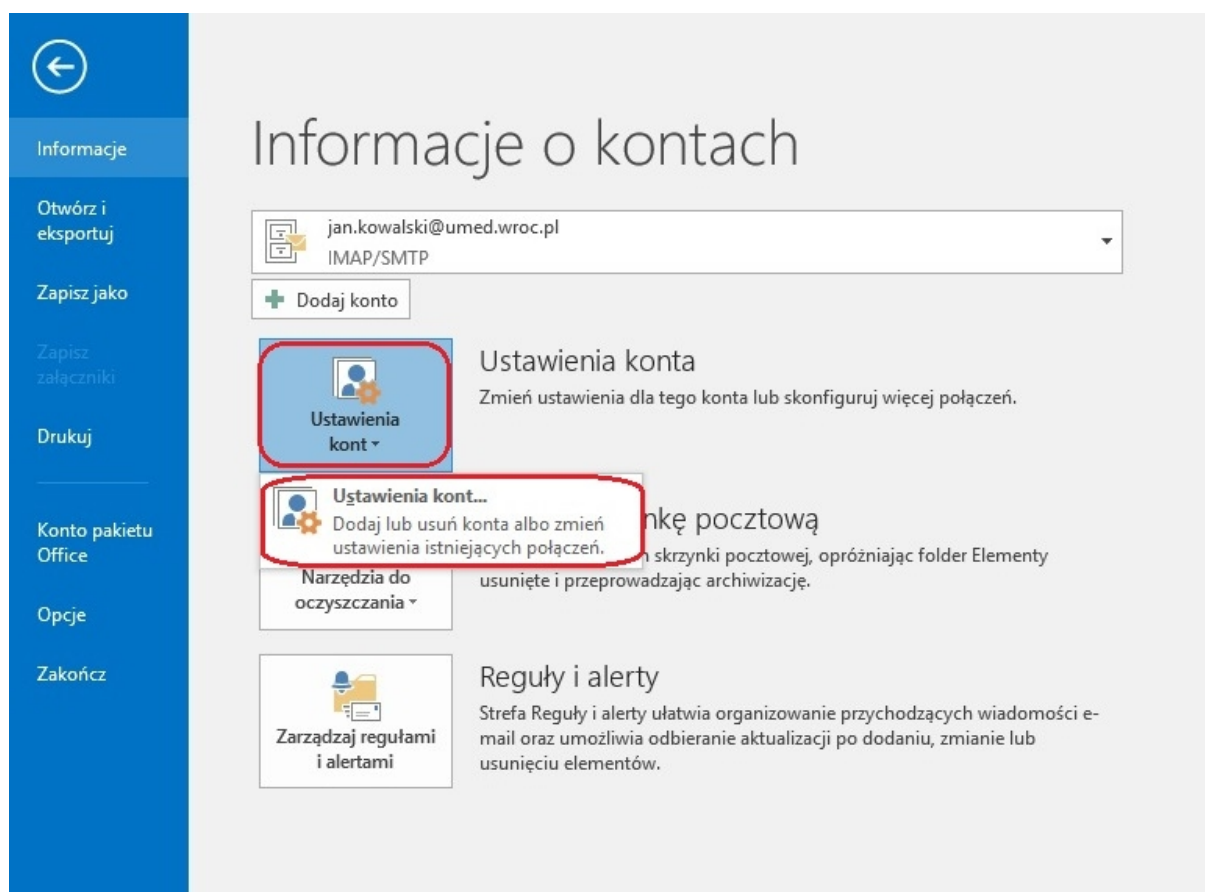 Informacje
Otwórz i
eksportuj
Zapisz jako
Zapisz
załączniki
Drukuj
Konto pakietu
Office
Opcje
Zakończ
Informacje o kontach
jan.kowalski@umed.wroc.pl
IMAP/SMTP
Dodaj konto
Ustawienia
kont
Ustawienia konta
Zmień ustawienia dla tego konta lub skonfiguruj więcej połączeń.
Ustawienia kont...
Dodaj lub usuń konta albo zmień
ustawienia istniejących połączeń.
Narzędzia do
oczyszczania
pocztową
skrzynki pocztowej, opróżniając folder Elementy
usunięte i przeprowadzając archiwizację.
Zarządzaj regułami
i alertami
Reguły i alerty
Strefa Reguły i alerty ułatwia organizowanie przychodzących wiadomości e-
mail oraz umożliwia odbieranie aktualizacji po dodaniu, zmianie lub
usunięciu elementów.